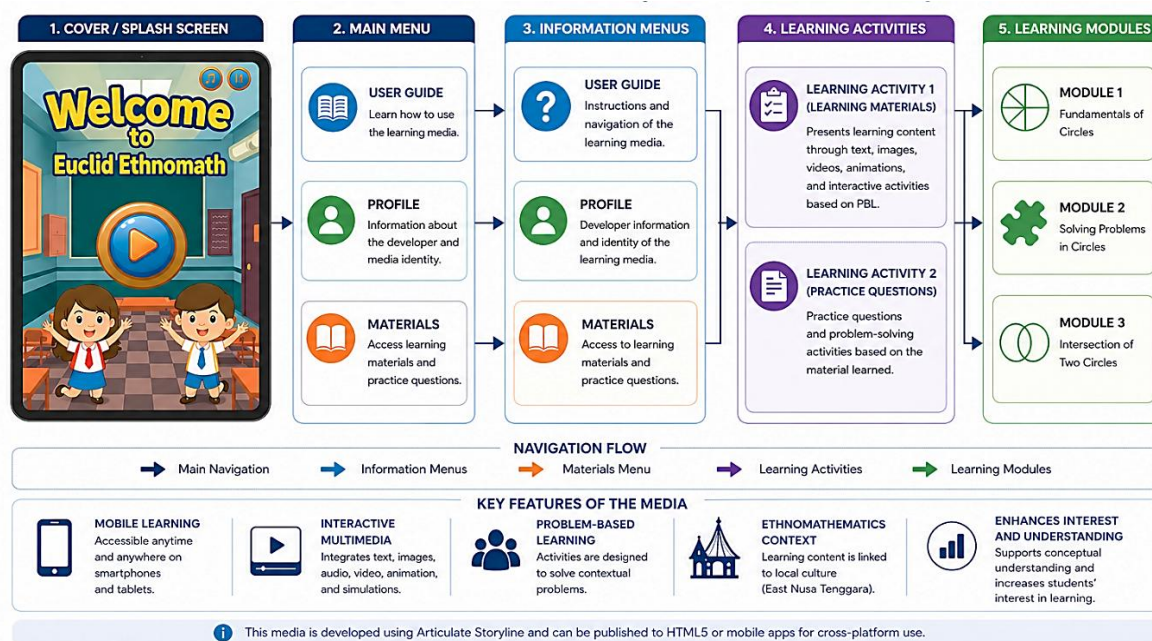 1. COVER / SPLASH SCREEN
Welcome
to
Euclid Ethnomath
2. MAIN MENU
USER GUIDE
Learn how to use
the learning media.
PROFILE
Information about
the developer and
media identity.
MATERIALS
Access learning
materials and
practice questions.
3. INFORMATION MENUS
USER GUIDE
Instructions and
navigation of the
learning media.
PROFILE
Developer information
and identity of the
learning media.
MATERIALS
Access to learning
materials and
practice questions.
4. LEARNING ACTIVITIES
LEARNING ACTIVITY 1
(LEARNING MATERIALS)
Presents learning content
through text, images,
videos, animations,
and interactive activities
based on PBL.
LEARNING ACTIVITY 2
(PRACTICE QUESTIONS)
Practice questions
and problem-solving
activities based on the
material learned.
5. LEARNING MODULES
MODULE 1
Fundamentals of
Circles
MODULE 2
Solving Problems
in Circles
MODULE 3
Intersection of
Two Circles
NAVIGATION FLOW
Main Navigation
Information Menus
Materials Menu
Learning Activities
Learning Modules
KEY FEATURES OF THE MEDIA
MOBILE LEARNING
Accessible anytime
and anywhere on
smartphones
and tablets.
INTERACTIVE
MULTIMEDIA
Integrates text, images,
audio, video, animation,
and simulations.
PROBLEM-BASED
LEARNING
Activities are designed
to solve contextual
problems.
ETHNOMATHEMATICS
CONTEXT
Learning content is linked
to local culture
(East Nusa Tenggara).
ENHANCES INTEREST
AND UNDERSTANDING
Supports conceptual
understanding and
increases students'
interest in learning.
This media is developed using Articulate Storyline and can be published to HTML5 or mobile apps for cross-platform use.